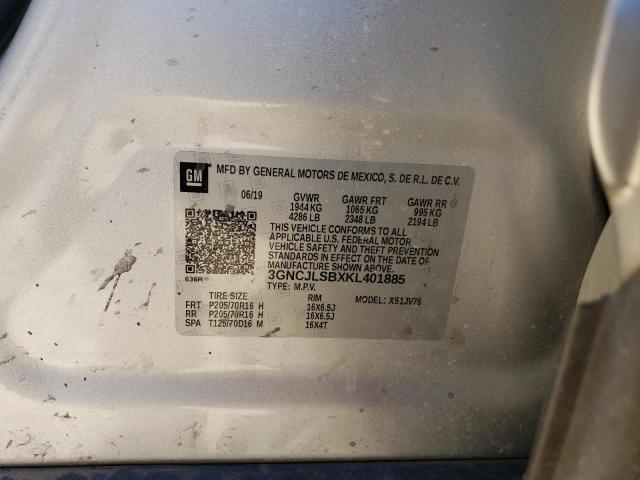 GM MFD BY GENERAL MOTORS DE MEXICO, S. DE R.L. DE C.V.
06/19 GVWR GAWR FRT GAWR RR
1944 KG 1065 KG 995 KG
4286 LB 2348 LB 2194 LB
THIS VEHICLE CONFORMS TO ALL
APPLICABLE U.S. FEDERAL MOTOR
VEHICLE SAFETY AND THEFT PREVENTION
STANDARDS IN EFFECT ON THE DATE OF
MANUFACTURE SHOWN ABOVE.
636R 3GNCJLSBXKL401885
TYPE: M.P.V. MODEL: X51JV76
TIRE SIZE RIM
FRT P205/70R16 H 16X6.5J
RR P205/70R16 H 16X6.5J
SPA T125/70D16 M 16X4T